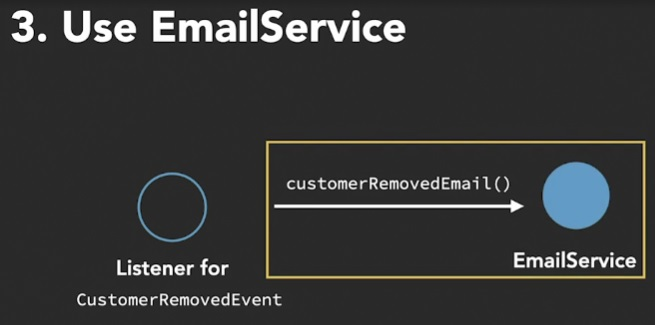 3. Use EmailService
customerRemovedEmail()
EmailService
Listener for
CustomerRemovedEvent